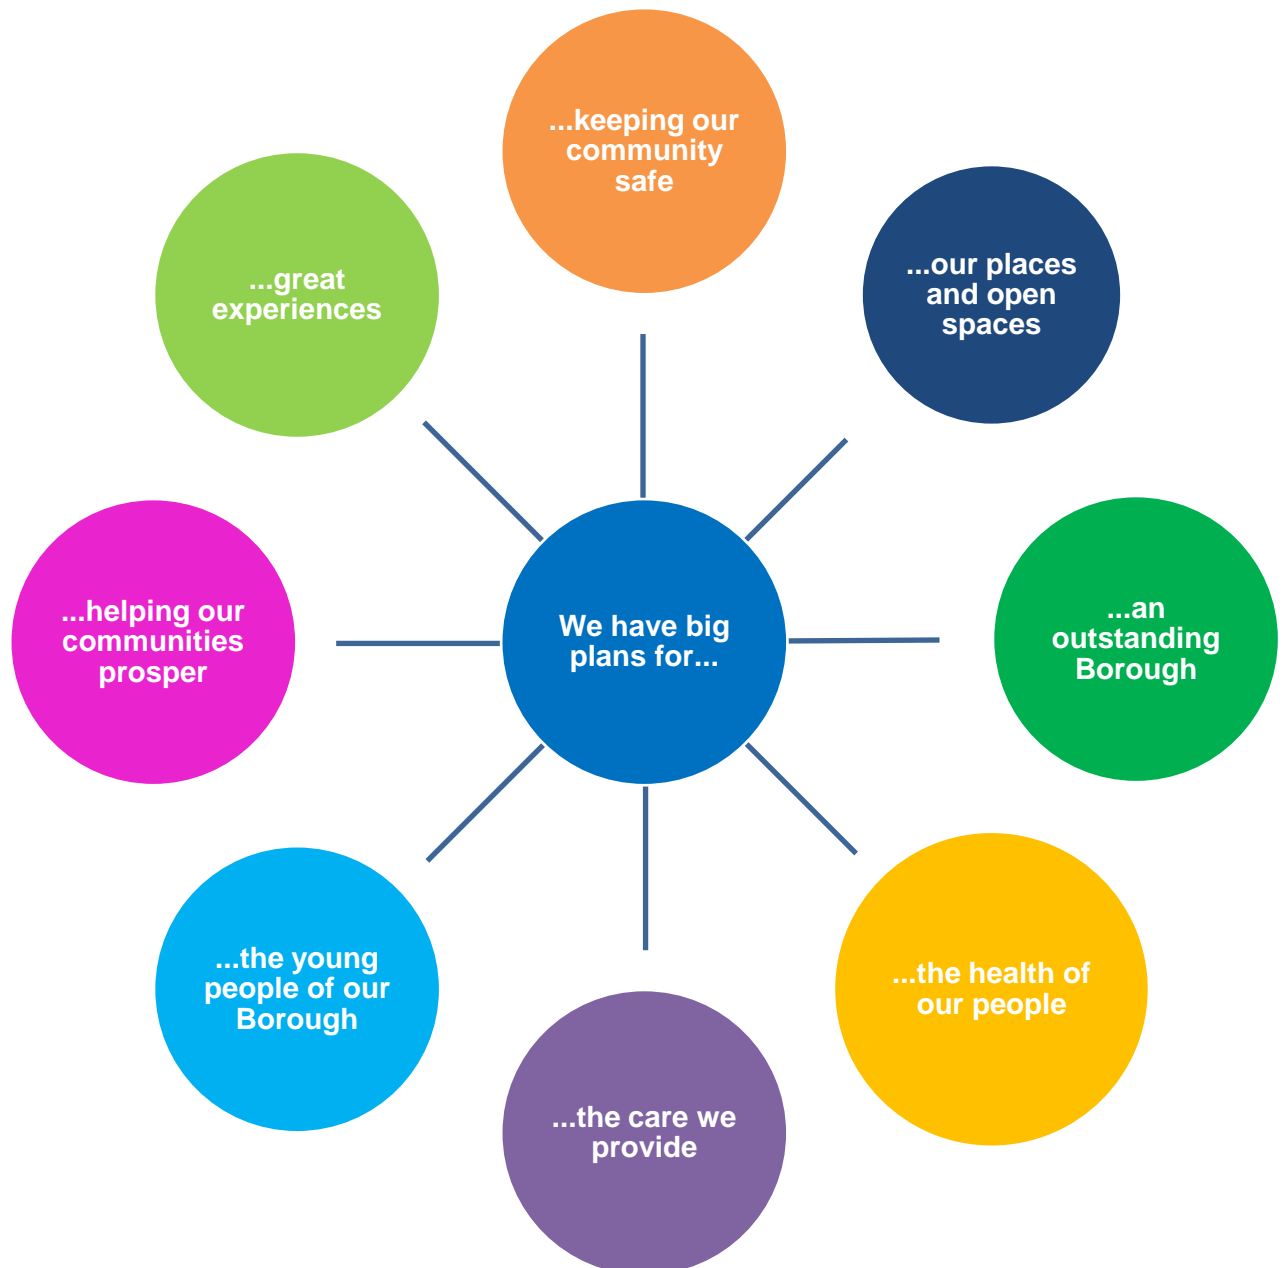 We have big
plans for...
...keeping our
community
safe
...our places
and open
spaces
...an
outstanding
Borough
...the health of
our people
...the care we
provide
...the young
people of our
Borough
...helping our
communities
prosper
...great
experiences